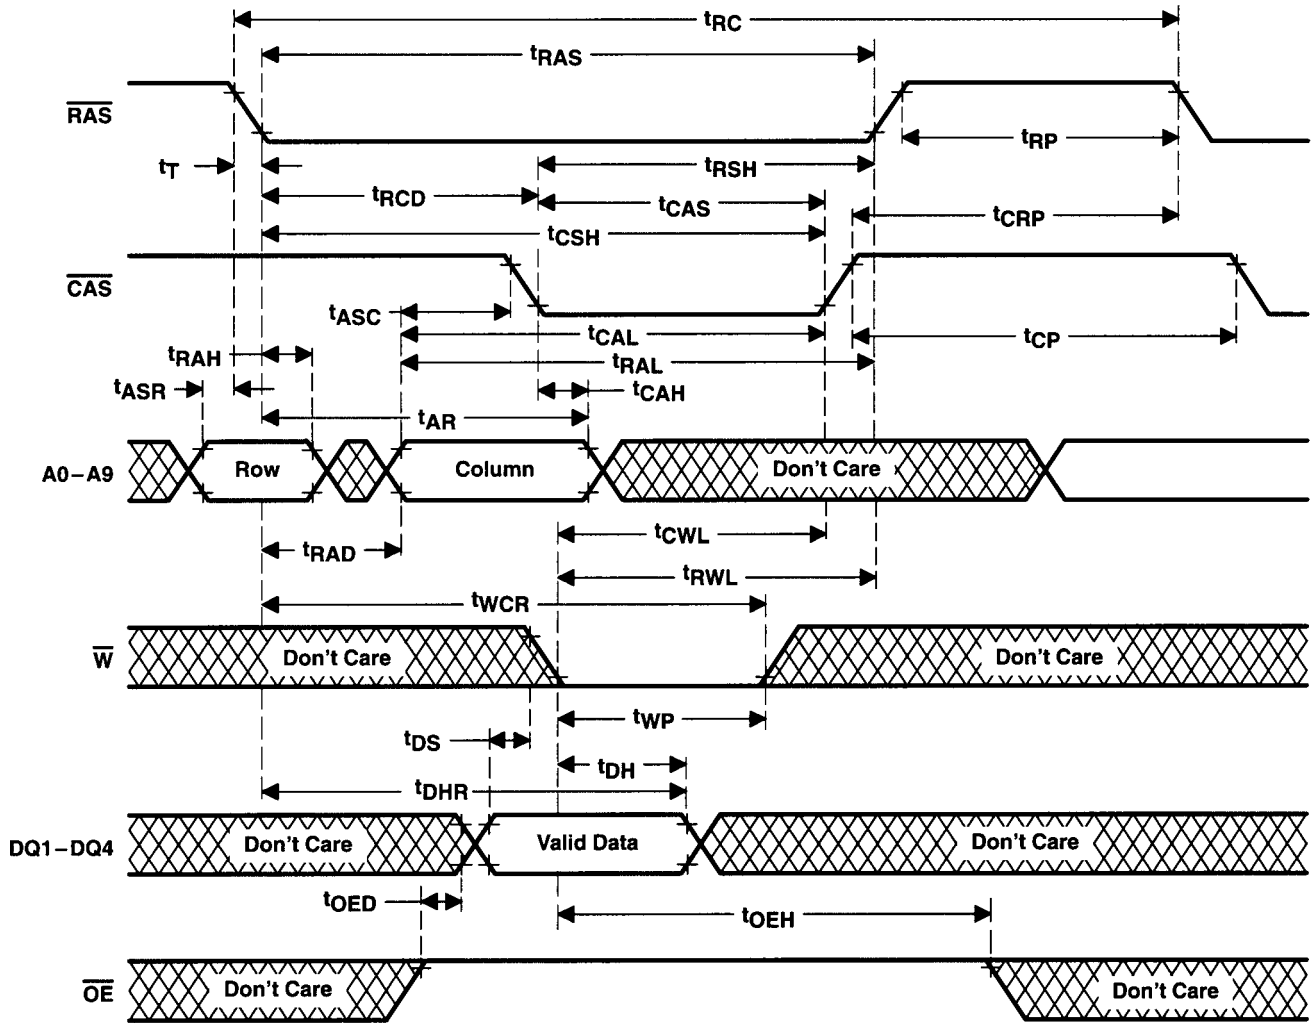 tRC
tRAS
RAS
tRP
tT
tRSH
tRCD
tCAS
tCRP
tCSH
CAS
tASC
tCAL
tCP
tRAH
tRAL
tASR
tCAH
tAR
A0–A9
Row
Column
Don't Care
tCWL
tRAD
tRWL
tWCR
W
Don't Care
Don't Care
tWP
tDS
tDH
tDHR
DQ1–DQ4
Don't Care
Valid Data
Don't Care
tOED
tOEH
OE
Don't Care
Don't Care